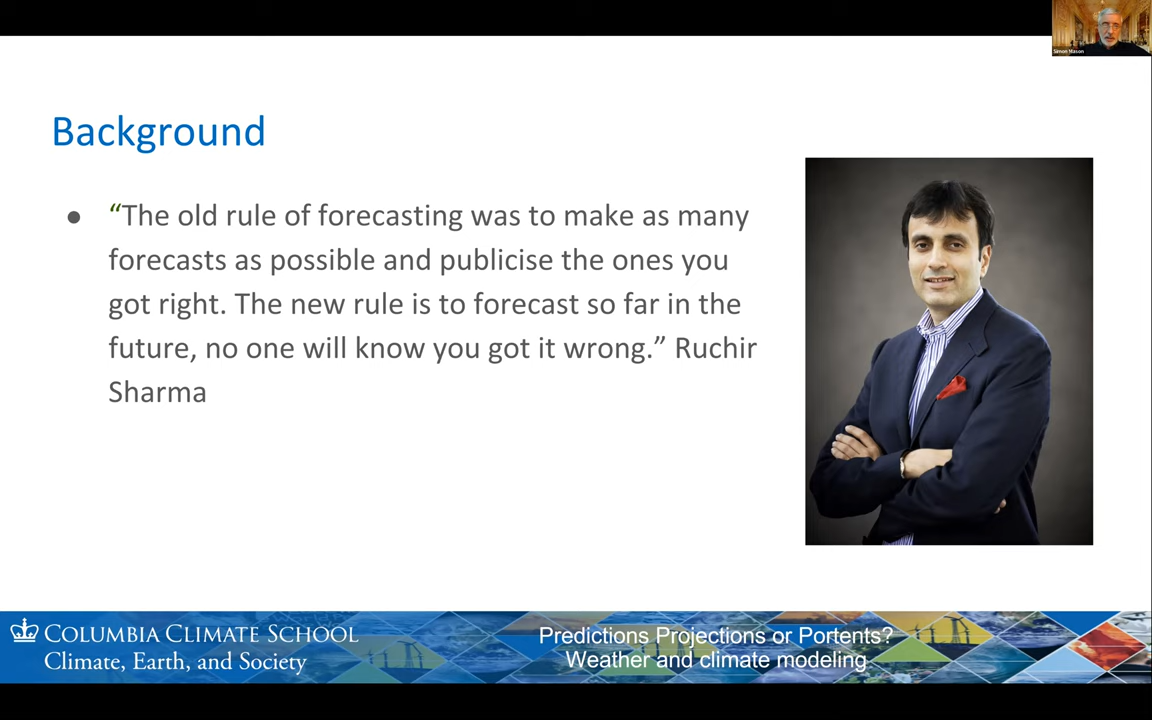 Simon Mason
Background
● “The old rule of forecasting was to make as many
forecasts as possible and publicise the ones you
got right. The new rule is to forecast so far in the
future, no one will know you got it wrong.” Ruchir
Sharma
COLUMBIA CLIMATE SCHOOL
Climate, Earth, and Society
Predictions Projections or Portents?
Weather and climate modeling